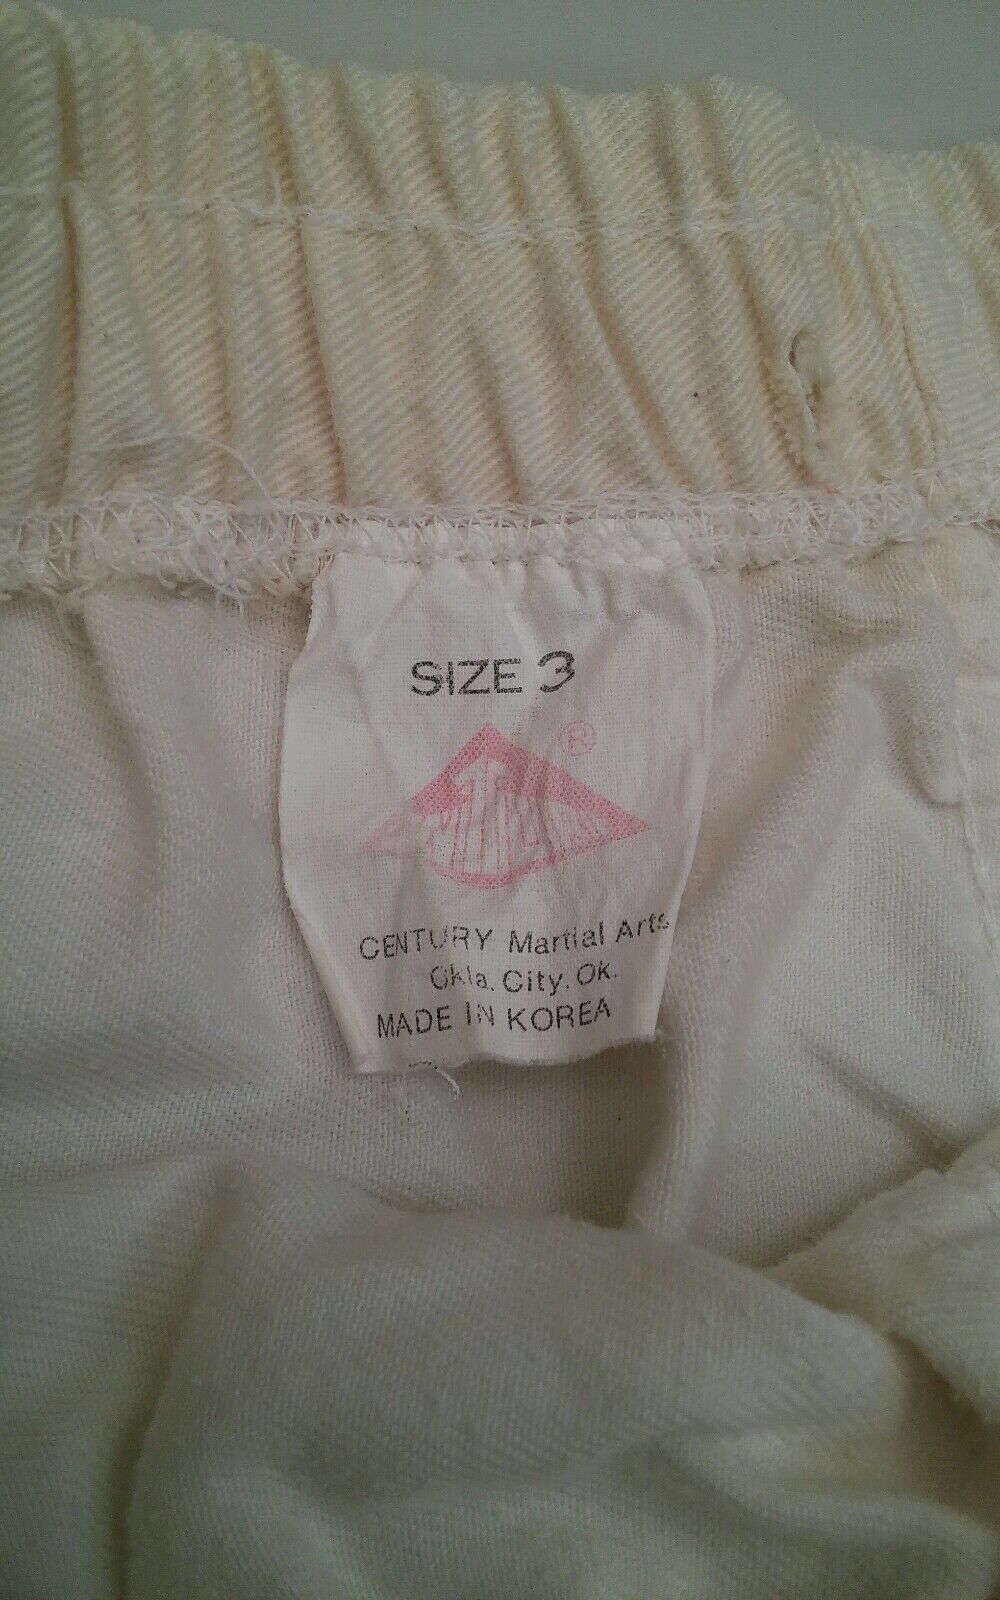 SIZE 3
®
CENTURY Martial Arts
Okla. City. Ok.
MADE IN KOREA